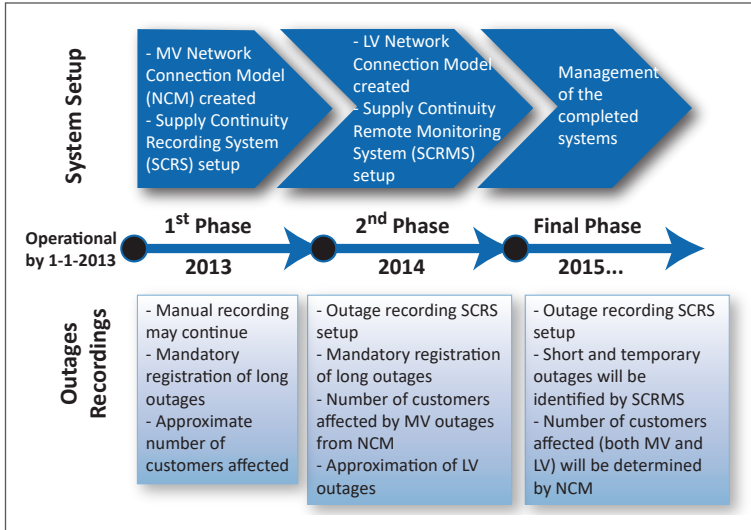 System Setup
- MV Network
Connection Model
(NCM) created
- Supply Continuity
Recording System
(SCRS) setup
- LV Network
Connection Model
created
- Supply Continuity
Remote Monitoring
System (SCRMS)
setup
Management
of the
completed
systems
Operational
by 1-1-2013
1st Phase
2013
2nd Phase
2014
Final Phase
2015...
Outages
Recordings
- Manual recording
may continue
- Mandatory
registration of long
outages
- Approximate
number of
customers affected
- Outage recording SCRS
setup
- Mandatory registration
of long outages
- Number of customers
affected by MV outages
from NCM
- Approximation of LV
outages
- Outage recording SCRS
setup
- Short and temporary
outages will be
identified by SCRMS
- Number of customers
affected (both MV and
LV) will be determined
by NCM